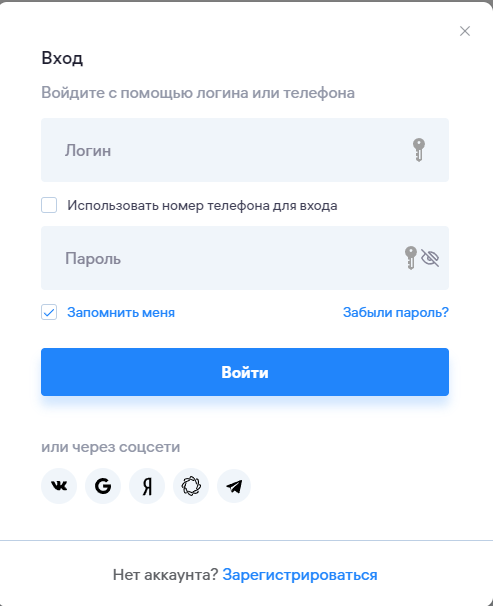 Вход
Войдите с помощью логина или телефона
Логин
Использовать номер телефона для входа
Пароль
Запомнить меня Забыли пароль?
Войти
или через соцсети
Нет аккаунта? Зарегистрироваться